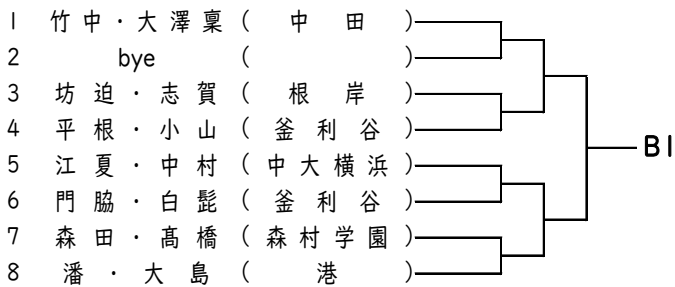 1 竹中・大澤稟(中田)
2 bye ( )
3 坊迫・志賀(根岸)
4 平根・小山(釜利谷)
5 江夏・中村(中大横浜)
6 門脇・白髭(釜利谷)
7 森田・髙橋(森村学園)
8 潘・大島(港)
B1